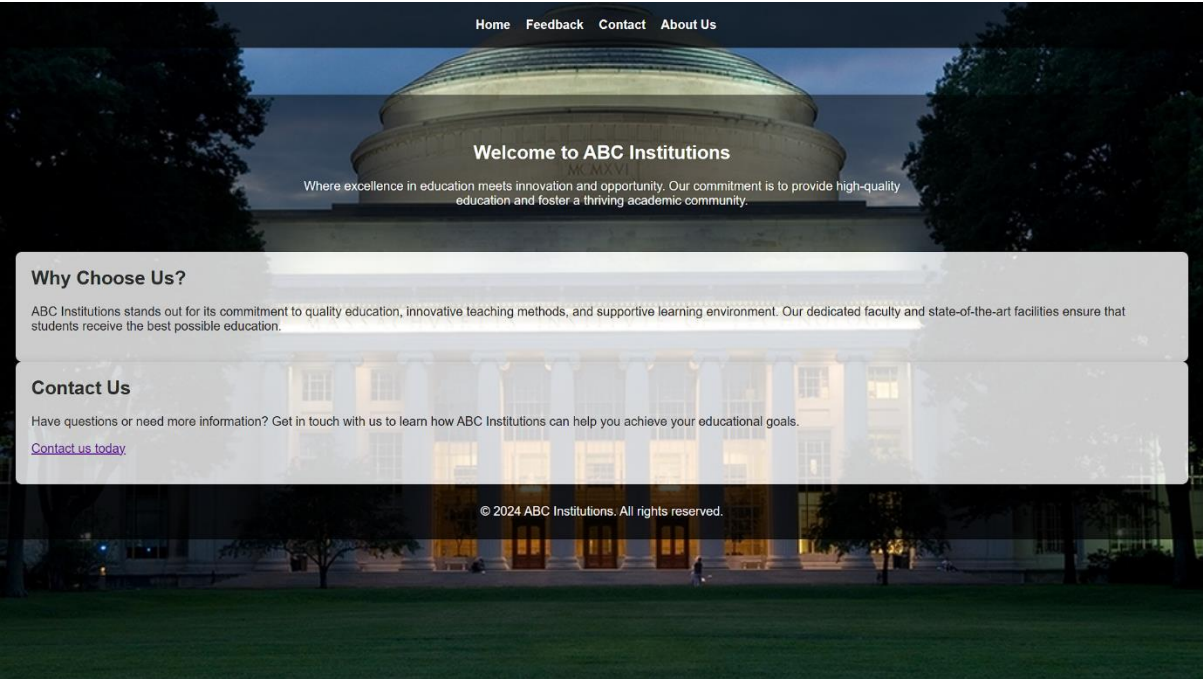 Home Feedback Contact About Us
Welcome to ABC Institutions
MCMXVI
Where excellence in education meets innovation and opportunity. Our commitment is to provide high-quality
education and foster a thriving academic community.
Why Choose Us?
ABC Institutions stands out for its commitment to quality education, innovative teaching methods, and supportive learning environment. Our dedicated faculty and state-of-the-art facilities ensure that
students receive the best possible education.
Contact Us
Have questions or need more information? Get in touch with us to learn how ABC Institutions can help you achieve your educational goals.
Contact us today
© 2024 ABC Institutions. All rights reserved.